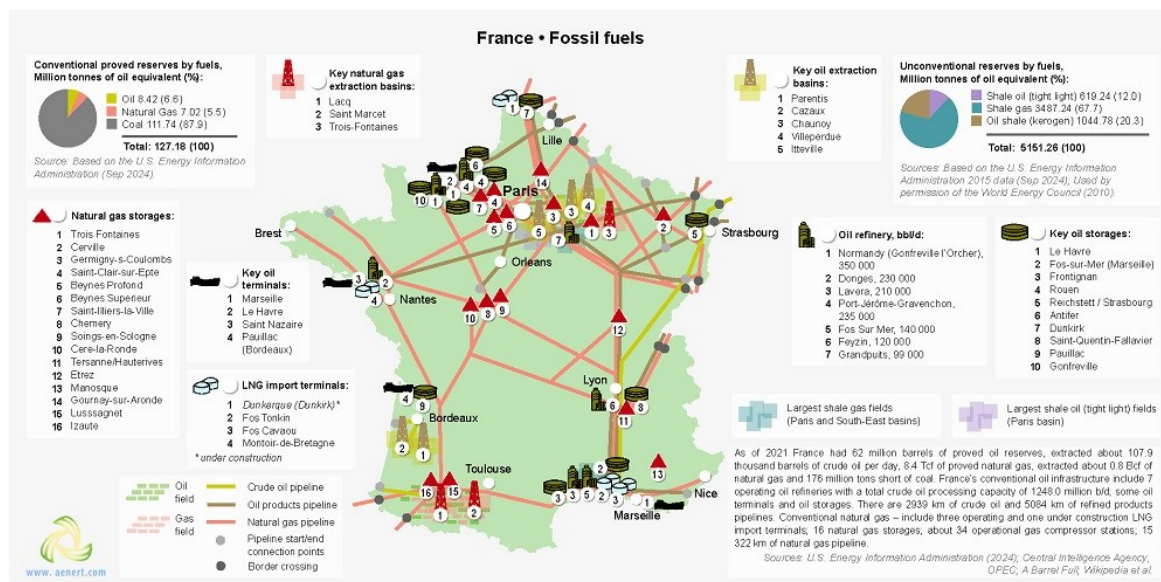 France • Fossil fuels
Conventional proved reserves by fuels,
Million tonnes of oil equivalent (%):
Oil 8.42 (6.6)
Natural Gas 7.02 (5.5)
Coal 111.74 (87.9)
Total: 127.18 (100)
Source: Based on the U.S. Energy Information
Administration (Sep 2024)
Key natural gas
extraction basins:
1 Lacq
2 Saint Marcet
3 Trois-Fontaines
Key oil extraction
basins:
1 Parentis
2 Cazaux
3 Chaunoy
4 Villeperdue
5 Itteville
Unconventional reserves by fuels,
Million tonnes of oil equivalent (%):
Shale oil (tight light) 619.24 (12.0)
Shale gas 3487.24 (67.7)
Oil shale (kerogen) 1044.78 (20.3)
Total: 5151.26 (100)
Sources: Based on the U.S. Energy Information
Administration 2015 data (Sep 2024); Used by
permission of the World Energy Council (2010).
Natural gas storages:
1 Trois Fontaines
2 Cerville
3 Germigny-s-Coulombs
4 Saint-Clair-sur-Epte
5 Beynes Profond
6 Beynes Superieur
7 Saint-Illiers-la-Ville
8 Chemery
9 Soings-en-Sologne
10 Cere-la-Ronde
11 Tersanne/Hauterives
12 Etrez
13 Manosque
14 Gournay-sur-Aronde
15 Lusssagnet
16 Izaute
Key oil
terminals:
1 Marseille
2 Le Havre
3 Saint Nazaire
4 Pauillac
(Bordeaux)
LNG import terminals:
1 Dunkerque (Dunkirk)*
2 Fos Tonkin
3 Fos Cavaou
4 Montoir-de-Bretagne
* under construction
Oil refinery, bbl/d:
1 Normandy (Gonfreville l'Orcher),
350 000
2 Donges, 230 000
3 Lavera, 210 000
4 Port-Jérôme-Gravenchon,
235 000
5 Fos Sur Mer, 140 000
6 Feyzin, 120 000
7 Grandpuits, 99 000
Key oil storages:
1 Le Havre
2 Fos-sur-Mer (Marseille)
3 Frontignan
4 Rouen
5 Reichstett / Strasbourg
6 Antifer
7 Dunkirk
8 Saint-Quentin-Fallavier
9 Pauillac
10 Gonfreville
Lille
Paris
Brest
Strasbourg
Orleans
Nantes
Lyon
Bordeaux
Toulouse
Nice
Marseille
Largest shale gas fields
(Paris and South-East basins)
Largest shale oil (tight light) fields
(Paris basin)
Oil
field
Gas
field
Crude oil pipeline
Oil products pipeline
Natural gas pipeline
Pipeline start/end
connection points
Border crossing
As of 2021 France had 62 million barrels of proved oil reserves, extracted about 107.9
thousand barrels of crude oil per day, 8.4 Tcf of proved natural gas, extracted about 0.8 Bcf of
natural gas and 176 million tons short of coal. France's conventional oil infrastructure include 7
operating oil refineries with a total crude oil processing capacity of 1248.0 million b/d, some oil
terminals and oil storages. There are 2939 km of crude oil and 5084 km of refined products
pipelines. Conventional natural gas – include three operating and one under construction LNG
import terminals; 16 natural gas storages; about 34 operational gas compressor stations; 15
322 km of natural gas pipeline.
Sources: U.S. Energy Information Administration (2024); Central Intelligence Agency;
OPEC; A Barrel Full; Wikipedia et al.
www.aenert.com